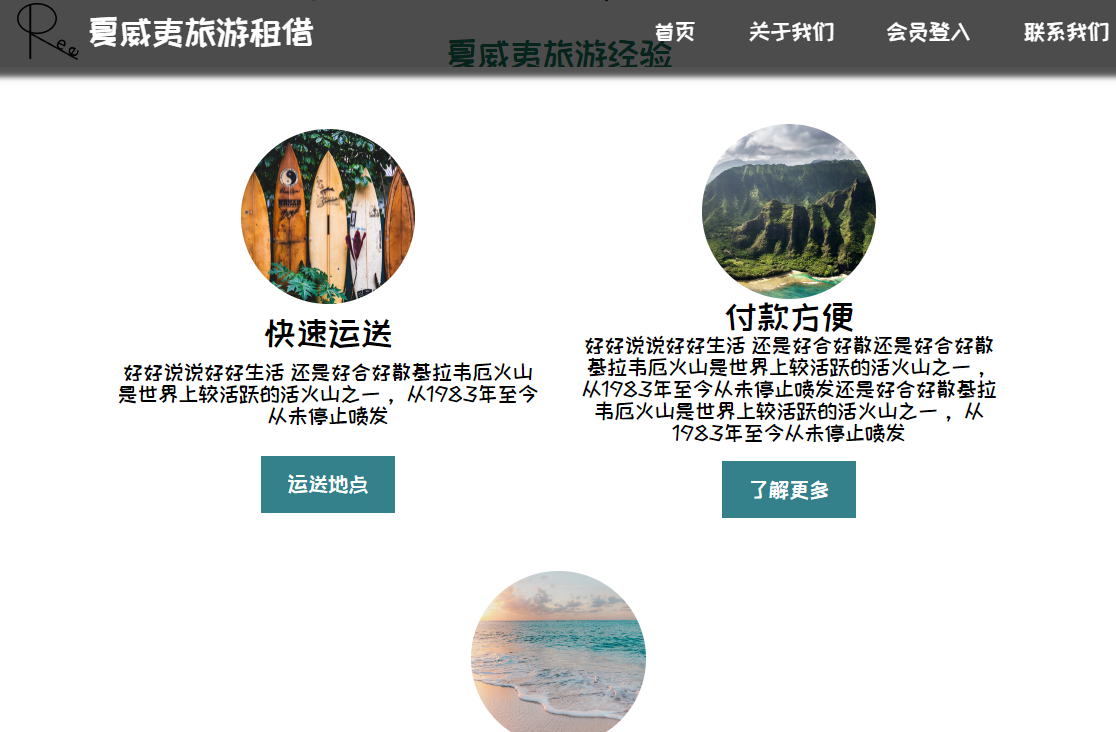 Ree
夏威夷旅游租借
首页
关于我们
会员登入
联系我们
夏威夷旅游经验
快速运送
好好说说好好生活 还是好合好散基拉韦厄火山
是世界上较活跃的活火山之一，从1983年至今
从未停止喷发
运送地点
付款方便
好好说说好好生活 还是好合好散还是好合好散
基拉韦厄火山是世界上较活跃的活火山之一，
从1983年至今从未停止喷发还是好合好散基拉
韦厄火山是世界上较活跃的活火山之一，从
1983年至今从未停止喷发
了解更多